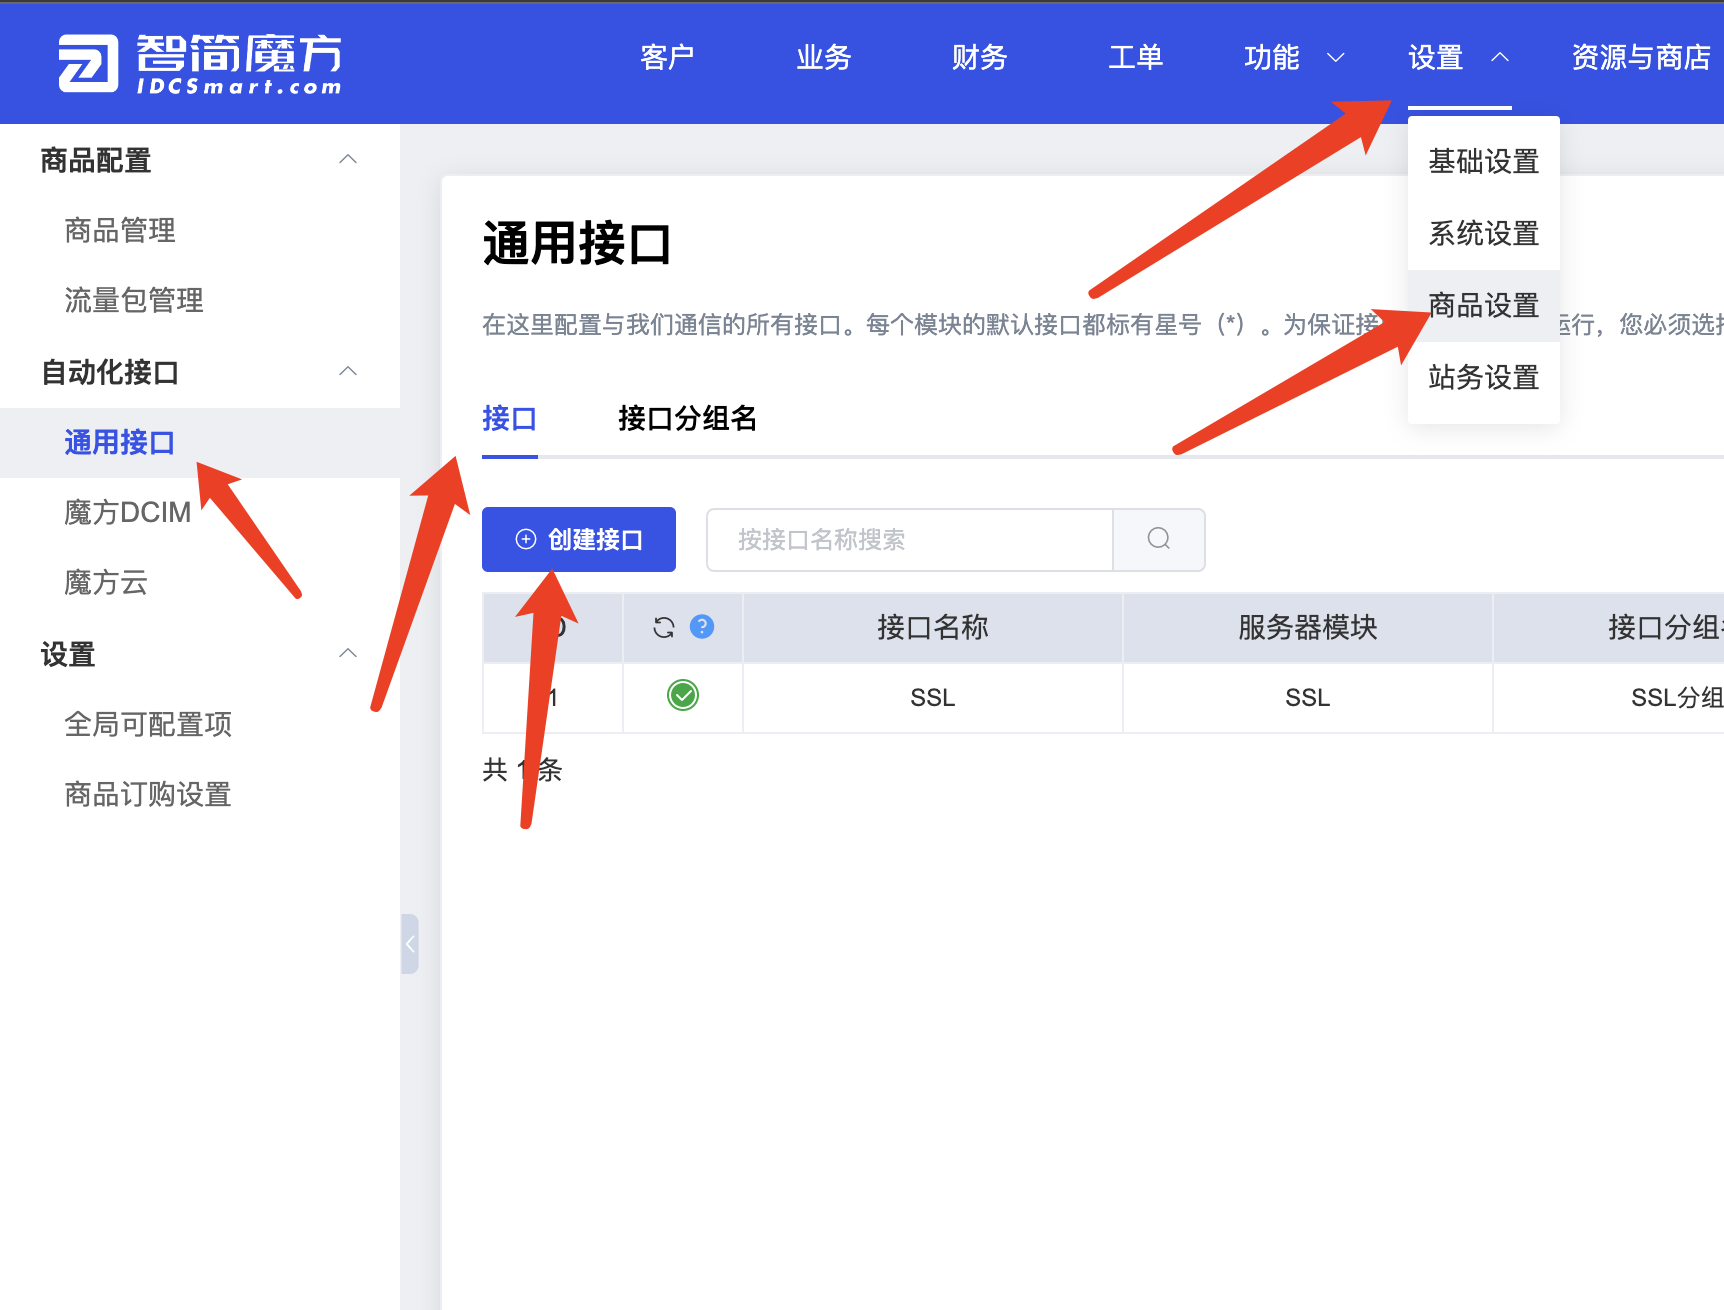 智简魔方
IDCSmart.com
客户
业务
财务
工单
功能
设置
资源与商店
基础设置
系统设置
商品设置
站务设置
商品配置
商品管理
流量包管理
自动化接口
通用接口
魔方DCIM
魔方云
设置
全局可配置项
商品订购设置
通用接口
在这里配置与我们通信的所有接口。每个模块的默认接口都标有星号（*）。为保证接
运行，您必须选择
接口
接口分组名
创建接口
按接口名称搜索
接口名称
服务器模块
接口分组
1
SSL
SSL
SSL分组
共 1 条